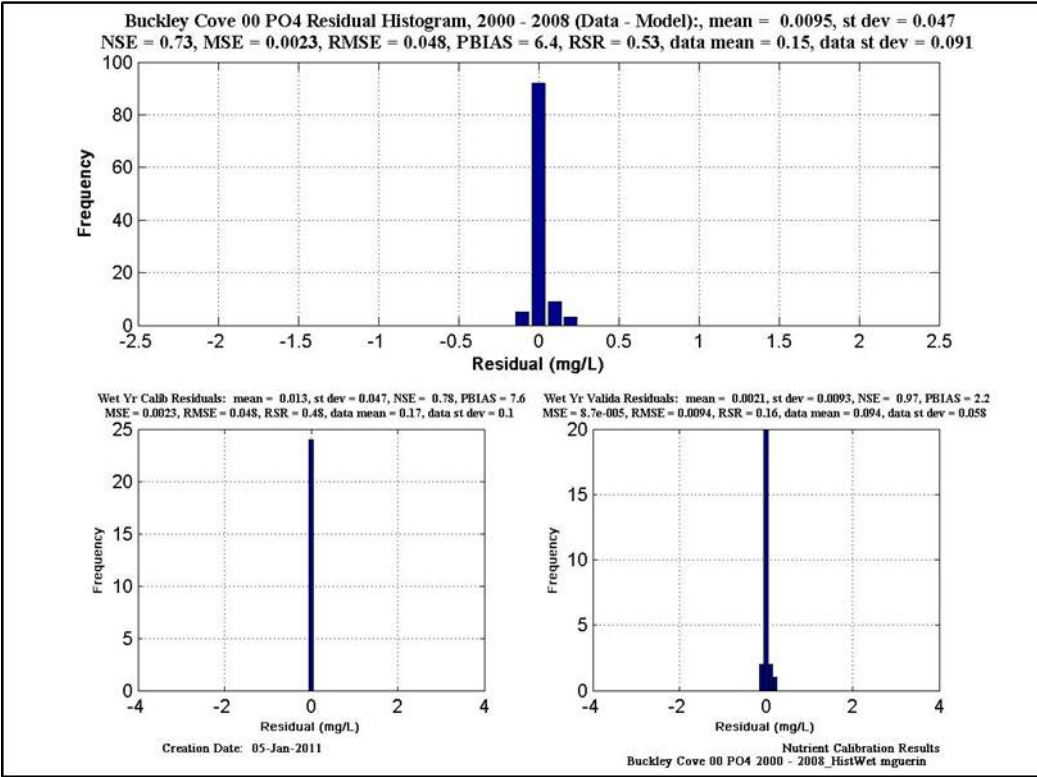 Buckley Cove 00 PO4 Residual Histogram, 2000 - 2008 (Data - Model):, mean = 0.0095, st dev = 0.047
NSE = 0.73, MSE = 0.0023, RMSE = 0.048, PBIAS = 6.4, RSR = 0.53, data mean = 0.15, data st dev = 0.091
100
80
60
40
20
0
Frequency
-2.5 -2 -1.5 -1 -0.5 0 0.5 1 1.5 2 2.5
Residual (mg/L)
Wet Yr Calib Residuals: mean = 0.013, st dev = 0.047, NSE = 0.78, PBIAS = 7.6
MSE = 0.0023, RMSE = 0.048, RSR = 0.48, data mean = 0.17, data st dev = 0.1
25
20
15
10
5
0
Frequency
-4 -2 0 2 4
Residual (mg/L)
Creation Date: 05-Jan-2011
Wet Yr Valida Residuals: mean = 0.0021, st dev = 0.0093, NSE = 0.97, PBIAS = 2.2
MSE = 8.7e-005, RMSE = 0.0094, RSR = 0.16, data mean = 0.094, data st dev = 0.058
20
15
10
5
0
Frequency
-4 -2 0 2 4
Residual (mg/L)
Nutrient Calibration Results
Buckley Cove 00 PO4 2000 - 2008_HistWet mguerin